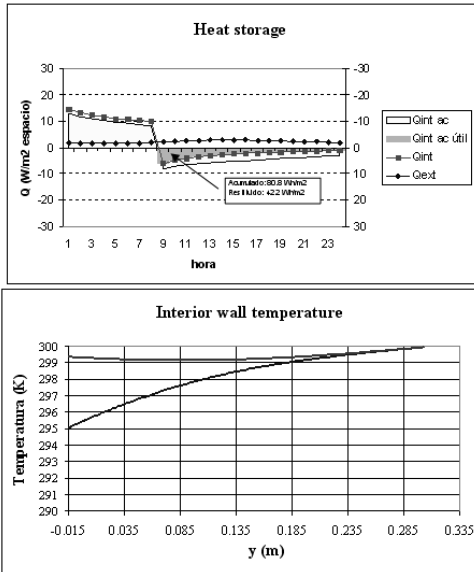 Heat storage
30
20
10
0
-10
-20
-30
Q (W/m2 espacio)
-30
-20
-10
0
10
20
30
1 3 5 7 9 11 13 15 17 19 21 23
hora
Acumulado: 80.8 Wh/m2
Restituido: 42.2 Wh/m2
Qint ac
Qint ac útil
Qint
Qext
Interior wall temperature
300
299
298
297
296
295
294
293
292
291
290
Temperatura (K)
-0.015 0.035 0.085 0.135 0.185 0.235 0.285 0.335
y (m)